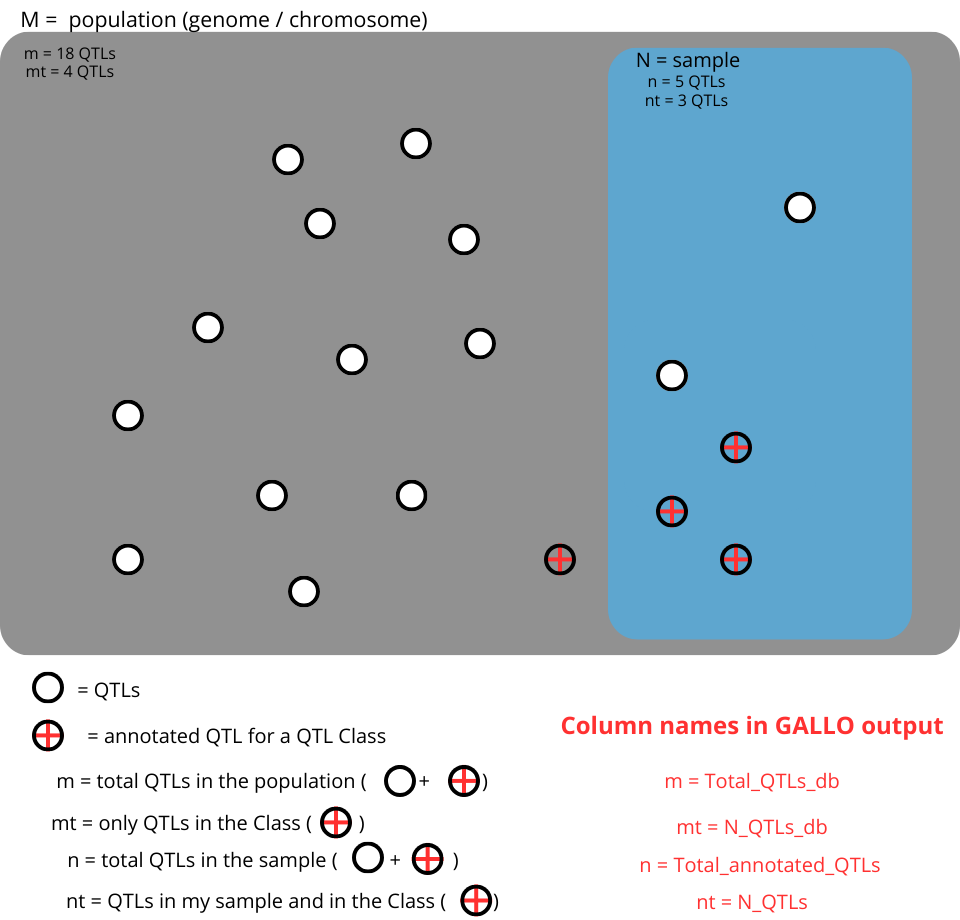 M = population (genome / chromosome)
m = 18 QTLs
mt = 4 QTLs
N = sample
n = 5 QTLs
nt = 3 QTLs
= QTLs
= annotated QTL for a QTL Class
m = total QTLs in the population ( + )
mt = only QTLs in the Class ( )
n = total QTLs in the sample ( + )
nt = QTLs in my sample and in the Class ( )
Column names in GALLO output
m = Total_QTLs_db
mt = N_QTLs_db
n = Total_annotated_QTLs
nt = N_QTLs